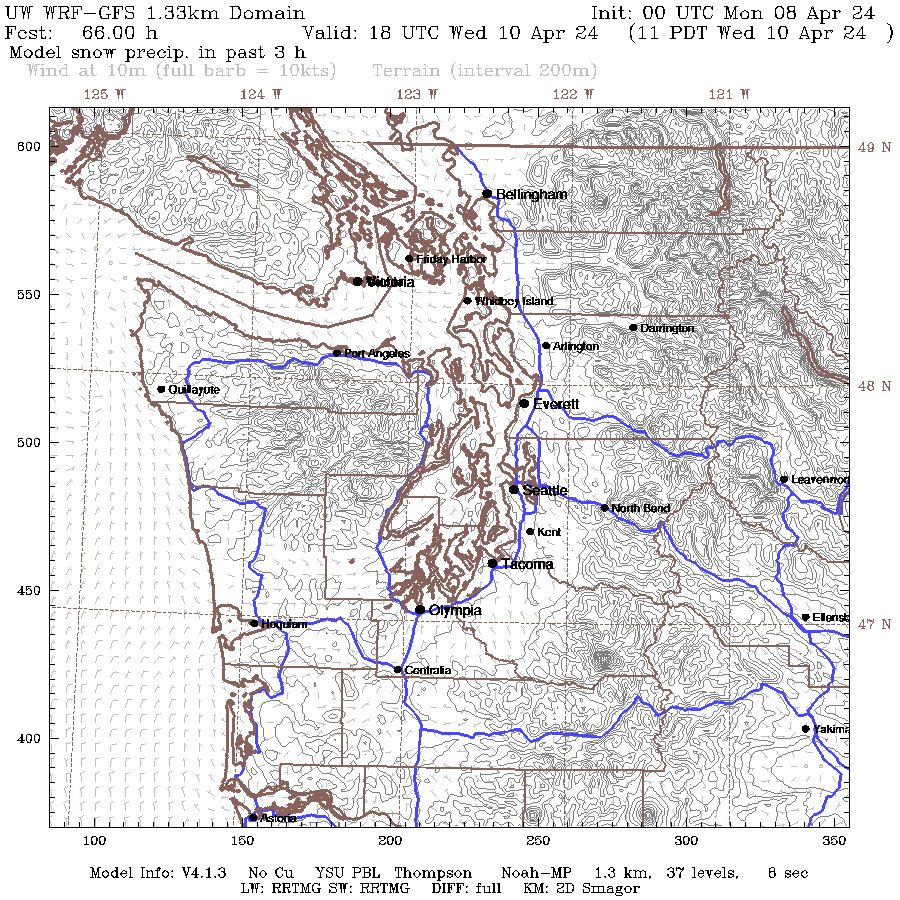 UW WRF-GFS 1.33km Domain Init: 00 UTC Mon 08 Apr 24
Fcst: 66.00 h Valid: 18 UTC Wed 10 Apr 24 (11 PDT Wed 10 Apr 24 )
Model snow precip. in past 3 h
Wind at 10m (full barb = 10kts) Terrain (interval 200m)
125 W 124 W 123 W 122 W 121 W
600 49 N
Bellingham
Friday Harbor
Victoria
550 Whidbey Island
Darrington
Arlington
Port Angeles
Quillayute 48 N
Everett
500
Leavenwor
Seattle
North Bend
Kent
Tacoma
450
Olympia Ellensb
Hoquiam 47 N
Centralia
400 Yakima
Astoria
100 150 200 250 300 350
Model Info: V4.1.3 No Cu YSU PBL Thompson Noah-MP 1.3 km, 37 levels, 8 sec
LW: RRTMG SW: RRTMG DIFF: full KM: 2D Smagor